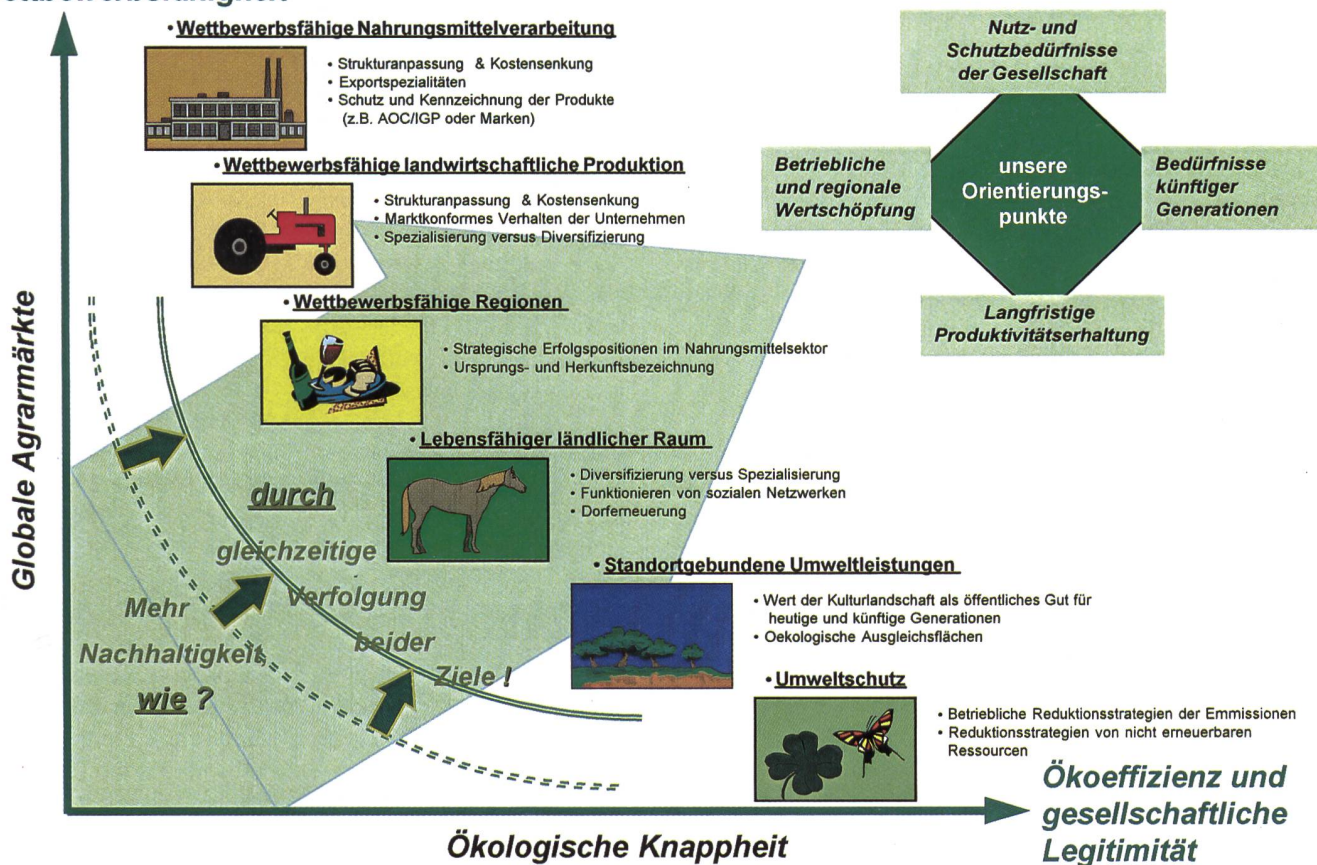 • Wettbewerbsfähige Nahrungsmittelverarbeitung
• Strukturanpassung & Kostensenkung
• Exportspezialitäten
• Schutz und Kennzeichnung der Produkte
(z.B. AOC/IGP oder Marken)
• Wettbewerbsfähige landwirtschaftliche Produktion
• Strukturanpassung & Kostensenkung
• Marktkonformes Verhalten der Unternehmen
• Spezialisierung versus Diversifizierung
• Wettbewerbsfähige Regionen
• Strategische Erfolgspositionen im Nahrungsmittelsektor
• Ursprungs- und Herkunftsbezeichnung
• Lebensfähiger ländlicher Raum
• Diversifizierung versus Spezialisierung
• Funktionieren von sozialen Netzwerken
• Dorferneuerung
• Standortgebundene Umweltleistungen
• Wert der Kulturlandschaft als öffentliches Gut für
heutige und künftige Generationen
• Oekologische Ausgleichsflächen
• Umweltschutz
• Betriebliche Reduktionsstrategien der Emmissionen
• Reduktionsstrategien von nicht erneuerbaren
Ressourcen
Nutz- und
Schutzbedürfnisse
der Gesellschaft
Betriebliche
und regionale
Wertschöpfung
unsere
Orientierungs-
punkte
Bedürfnisse
künftiger
Generationen
Langfristige
Produktivitätserhaltung
Globale Agrarmärkte
Mehr
Nachhaltigkeit
wie ?
durch
gleichzeitige
Verfolgung
beider
Ziele !
Ökologische Knappheit
Ökoeffizienz und
gesellschaftliche
Legitimität